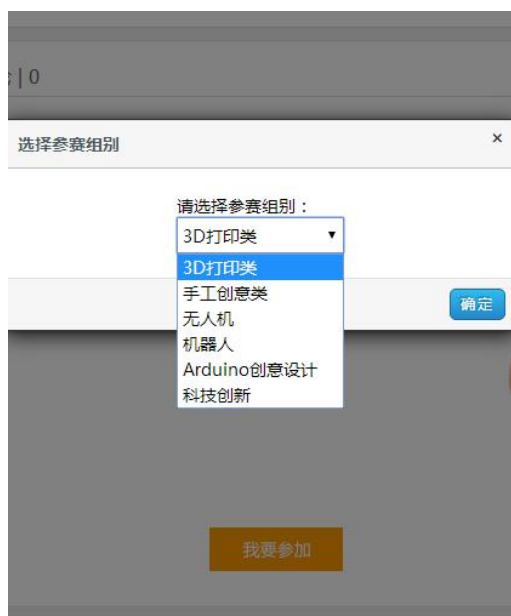 | 0
选择参赛组别
×
请选择参赛组别：
3D打印类
3D打印类
手工创意类
无人机
机器人
Arduino创意设计
科技创新
确定
我要参加